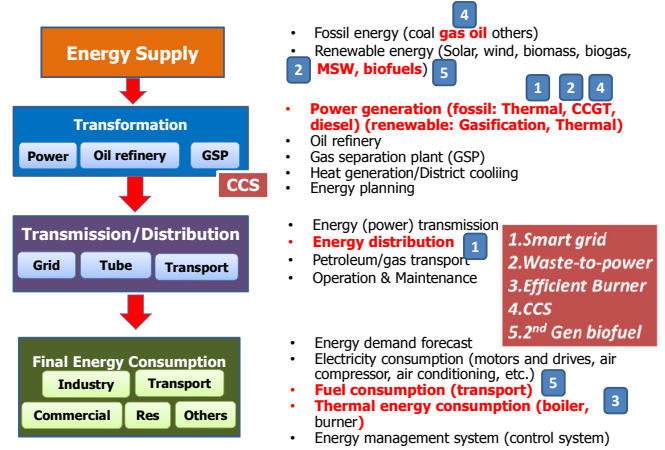 4
Energy Supply
• Fossil energy (coal gas oil others)
• Renewable energy (Solar, wind, biomass, biogas,
2 MSW, biofuels) 5
1 2 4
Transformation
Power Oil refinery GSP
CCS
• Power generation (fossil: Thermal, CCGT,
diesel) (renewable: Gasification, Thermal)
• Oil refinery
• Gas separation plant (GSP)
• Heat generation/District cooliing
• Energy planning
Transmission/Distribution
Grid Tube Transport
• Energy (power) transmission
• Energy distribution 1
• Petroleum/gas transport
• Operation & Maintenance
1.Smart grid
2.Waste-to-power
3.Efficient Burner
4.CCS
5.2nd Gen biofuel
Final Energy Consumption
Industry Transport
Commercial Res Others
• Energy demand forecast
• Electricity consumption (motors and drives, air
compressor, air conditioning, etc.)
• Fuel consumption (transport) 5
• Thermal energy consumption (boiler, 3
burner)
• Energy management system (control system)